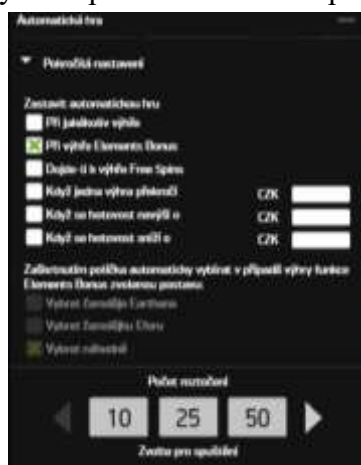 Automatická hra
Pokročilá nastavení
Zastavit automatickou hru
Při jakékoliv výhře
Při výhře Elements Bonus
Dojde-li k výhře Free Spins
Když jedna výhra překročí CZK
Když se hotovost navýší o CZK
Když se hotovost sníží o CZK
Zaškrtnutím políčka automaticky vybírat v případě výhry funkce
Elements Bonus zvolenou postavu
Vybrat čaroděje Earthana
Vybrat čarodějku
Vybrat náhodně
Počet roztočení
10 25 50
Zvolte pro spuštění